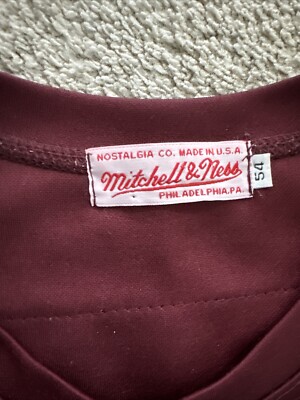 NOSTALGIA CO. MADE IN U.S.A.
Mitchell & Ness
PHILADELPHIA.PA.
54